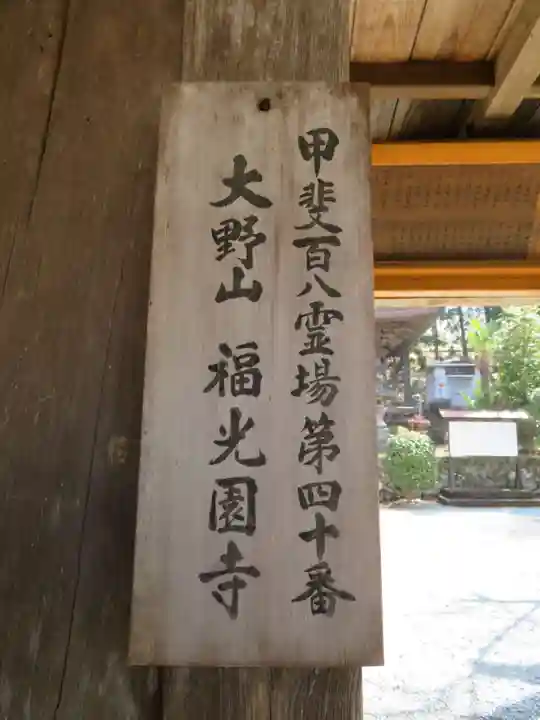 甲斐百八霊場第四十番
大野山 福光園寺